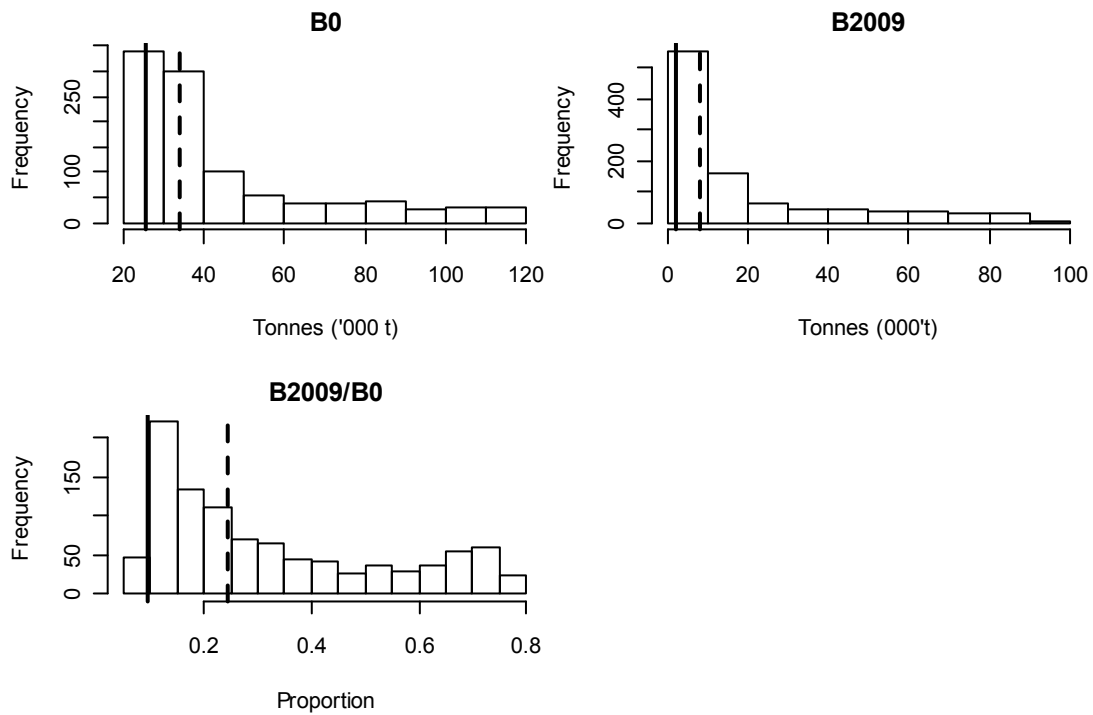 B0
Frequency
0
100
250
20 40 60 80 100 120
Tonnes ('000 t)
B2009
Frequency
0
200
400
0 20 40 60 80 100
Tonnes (000't)
B2009/B0
Frequency
0
50
150
0.2 0.4 0.6 0.8
Proportion